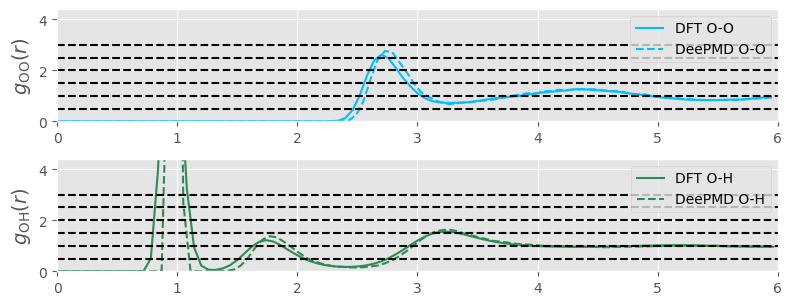 4
2
0
g_OO(r)
DFT O-O
DeePMD O-O
0 1 2 3 4 5 6
4
2
0
g_OH(r)
DFT O-H
DeePMD O-H
0 1 2 3 4 5 6